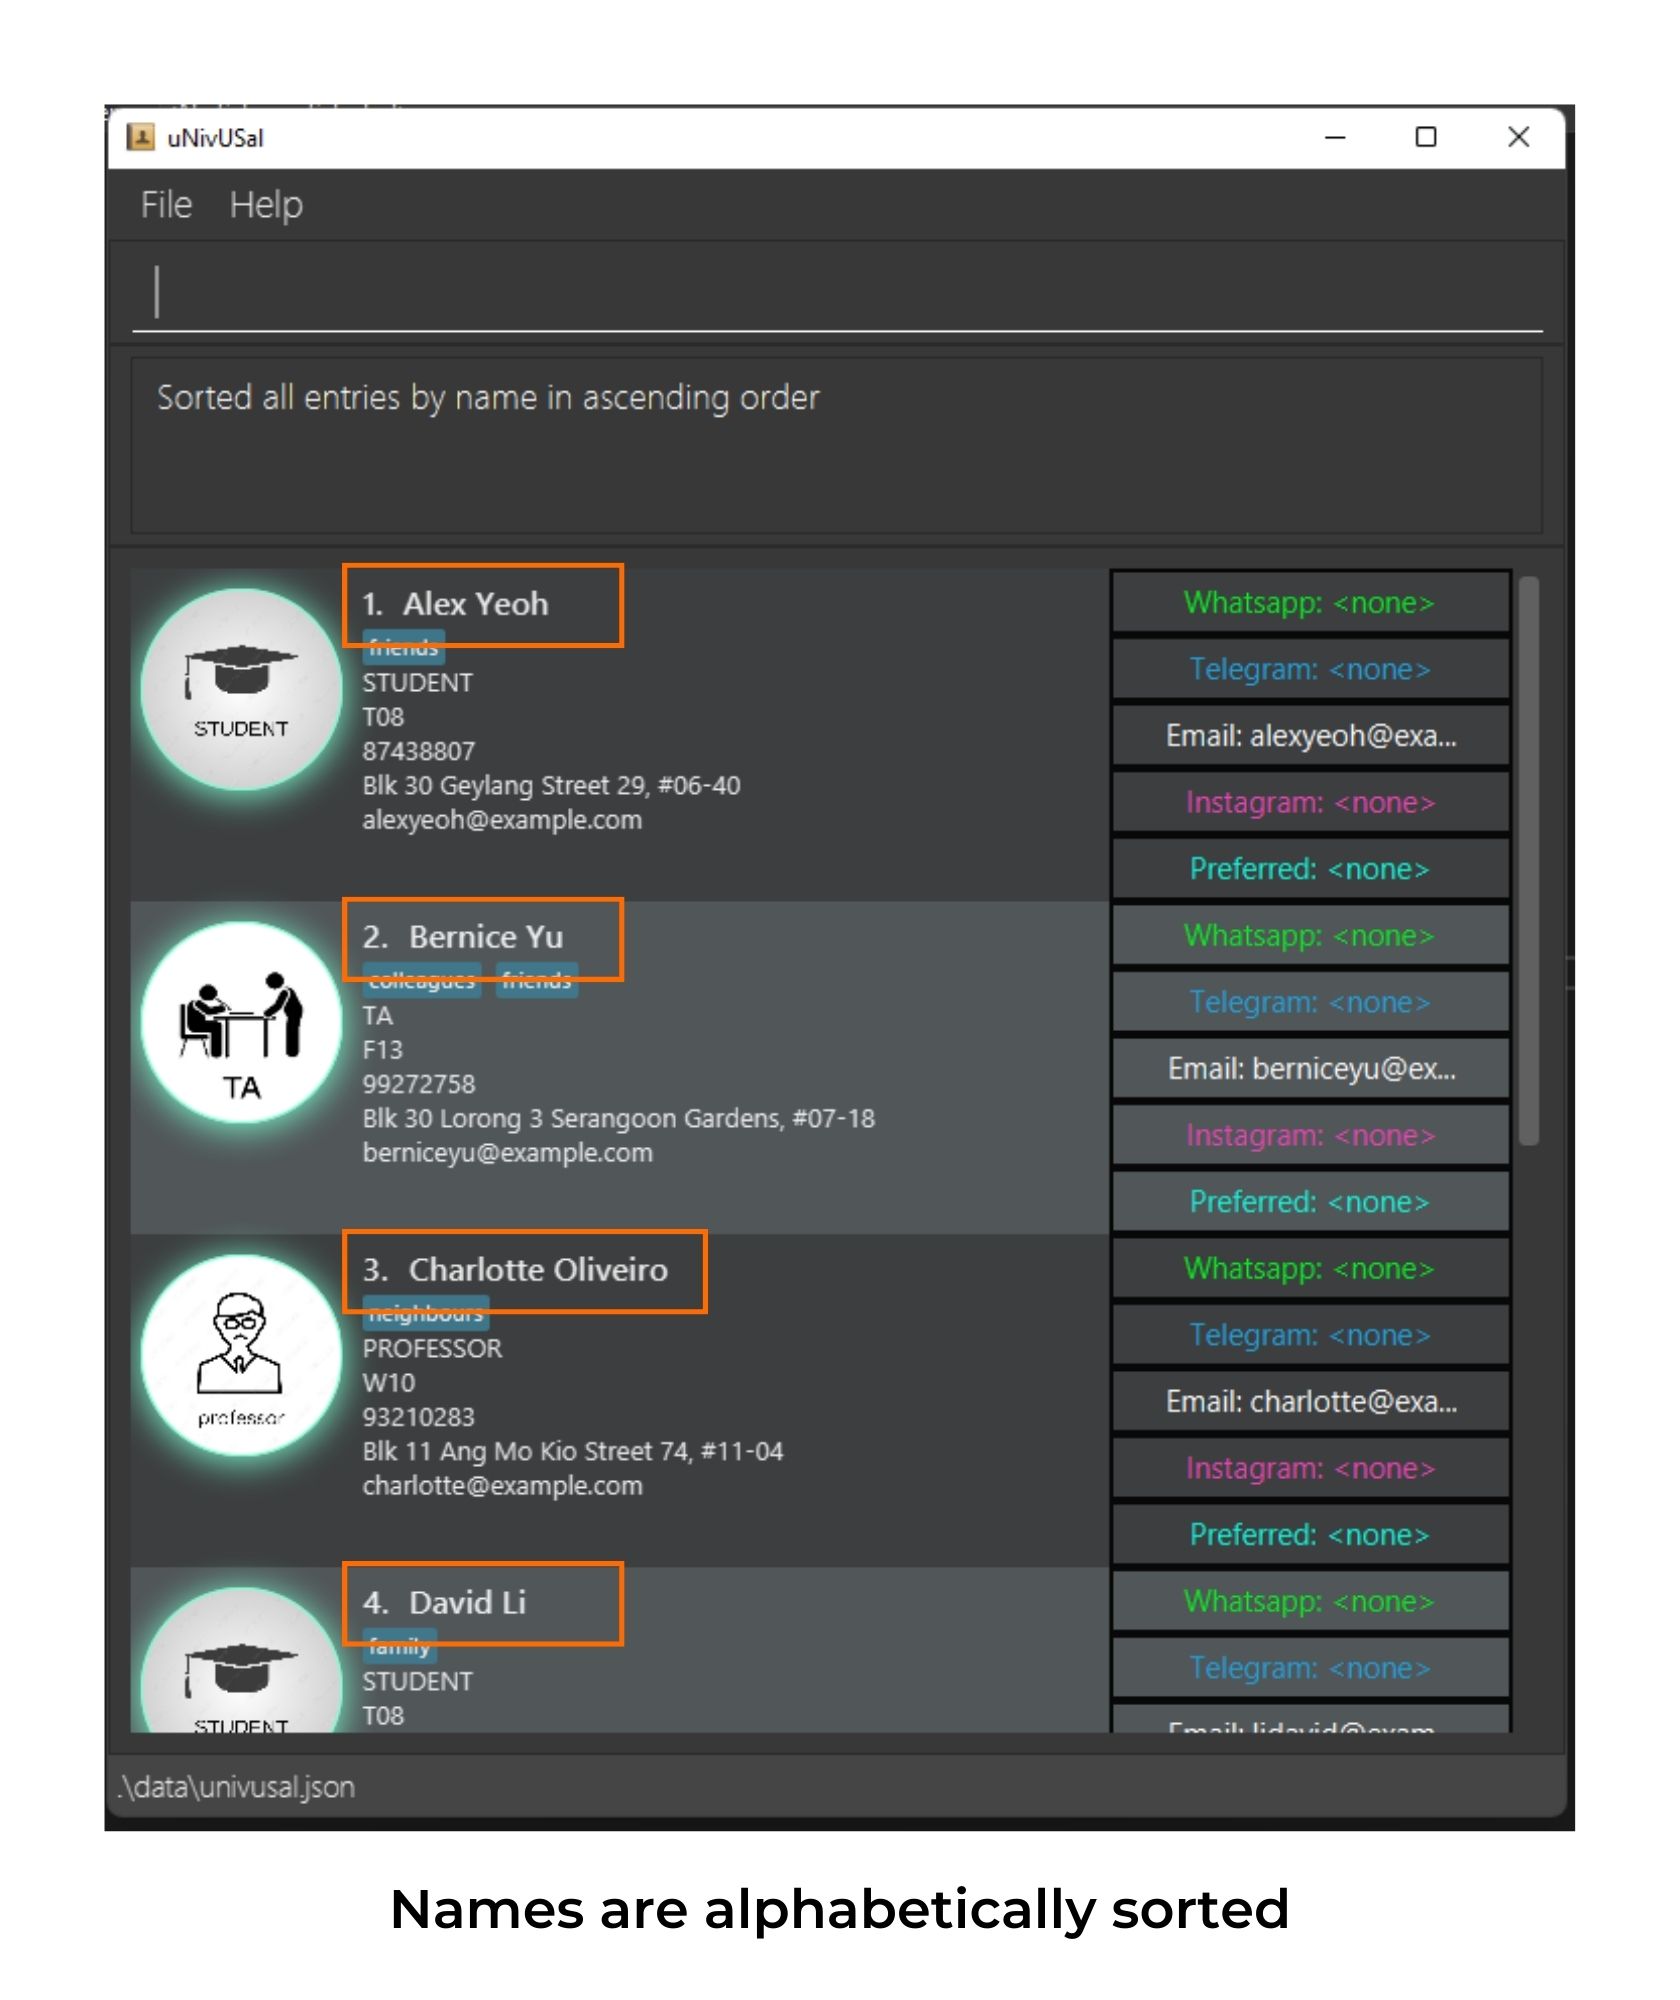 uNivUSal
File Help
Sorted all entries by name in ascending order
1. Alex Yeoh
friends
STUDENT
STUDENT
T08
87438807
Blk 30 Geylang Street 29, #06-40
alexyeoh@example.com
Whatsapp: <none>
Telegram: <none>
Email: alexyeoh@exa...
Instagram: <none>
Preferred: <none>
2. Bernice Yu
colleagues friends
TA
TA
F13
99272758
Blk 30 Lorong 3 Serangoon Gardens, #07-18
berniceyu@example.com
Whatsapp: <none>
Telegram: <none>
Email: berniceyu@ex...
Instagram: <none>
Preferred: <none>
3. Charlotte Oliveiro
neighbours
professor
PROFESSOR
W10
93210283
Blk 11 Ang Mo Kio Street 74, #11-04
charlotte@example.com
Whatsapp: <none>
Telegram: <none>
Email: charlotte@exa...
Instagram: <none>
Preferred: <none>
4. David Li
family
STUDENT
STUDENT
T08
Whatsapp: <none>
Telegram: <none>
Email: lidavid@exam...
.\data\univusal.json
Names are alphabetically sorted